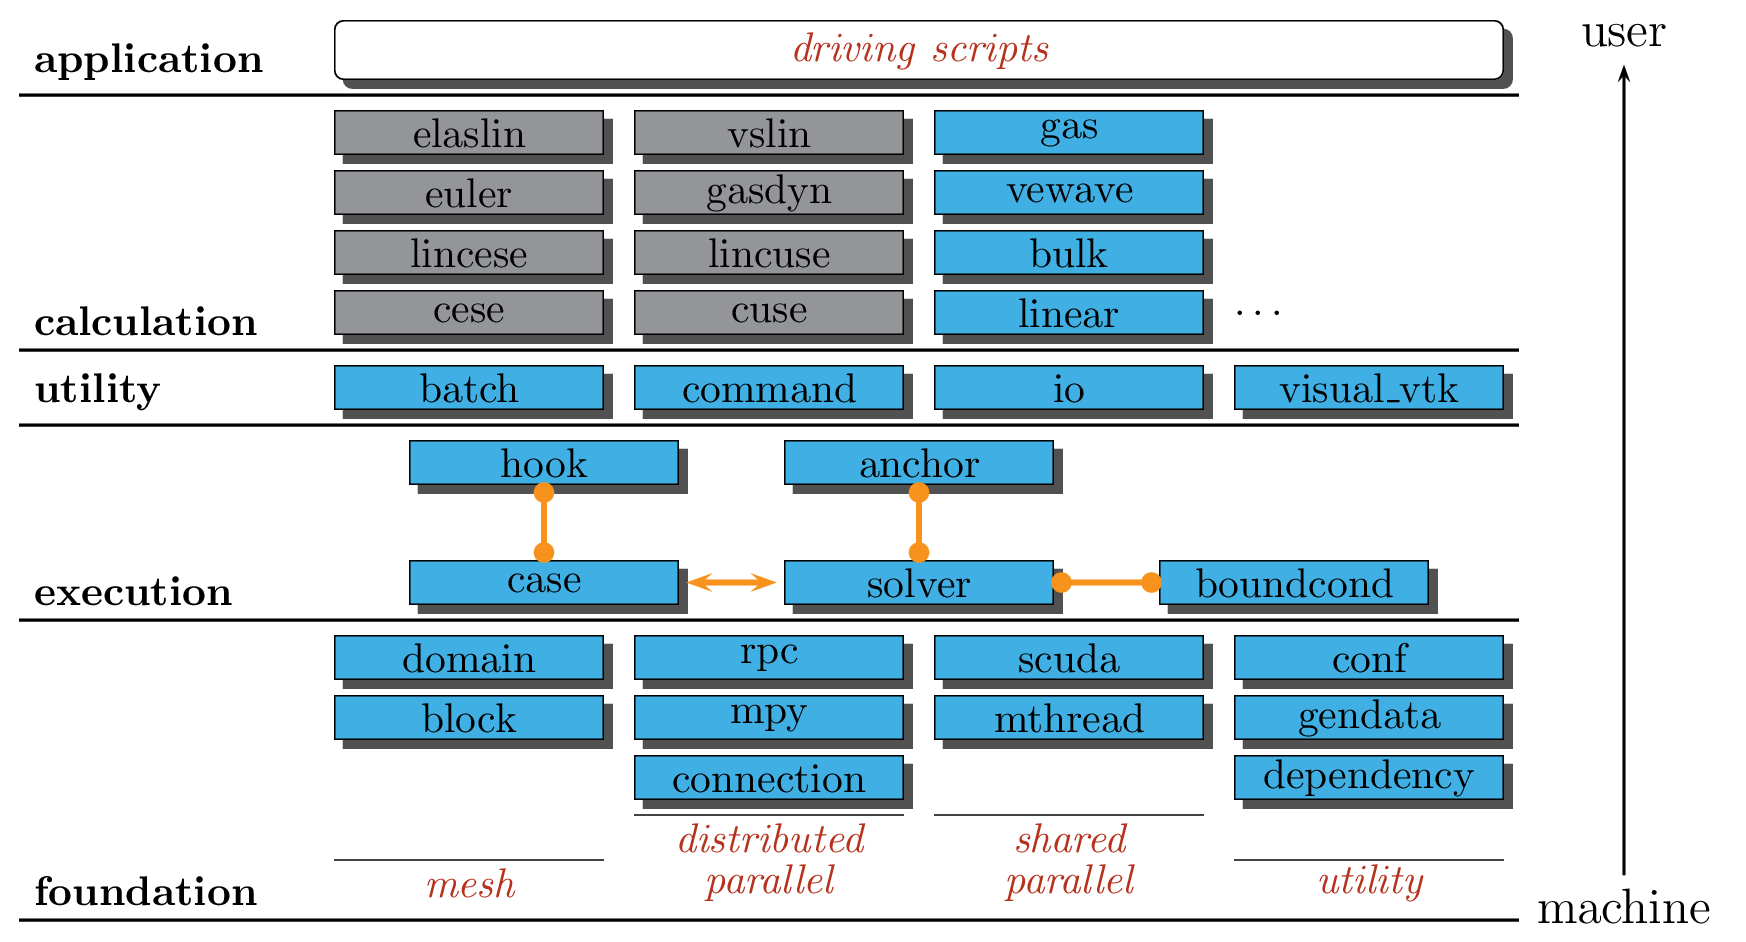 user
application
driving scripts
elaslin
vslin
gas
euler
gasdyn
vewave
lincese
lincuse
bulk
calculation
cese
cuse
linear
...
utility
batch
command
io
visual_vtk
hook
anchor
execution
case
solver
boundcond
domain
rpc
scuda
conf
block
mpy
mthread
gendata
connection
dependency
foundation
mesh
distributed
parallel
shared
parallel
utility
machine